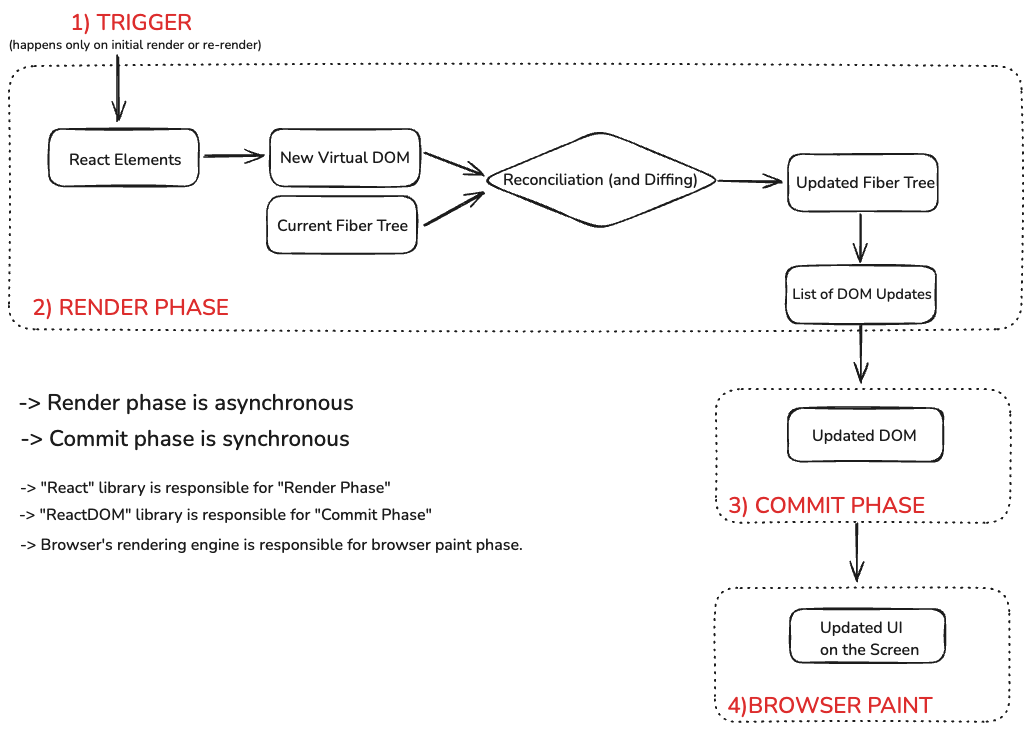 1) TRIGGER
(happens only on initial render or re-render)
React Elements
New Virtual DOM
Current Fiber Tree
Reconciliation (and Diffing)
Updated Fiber Tree
List of DOM Updates
2) RENDER PHASE
-> Render phase is asynchronous
-> Commit phase is synchronous
-> "React" library is responsible for "Render Phase"
-> "ReactDOM" library is responsible for "Commit Phase"
-> Browser's rendering engine is responsible for browser paint phase.
Updated DOM
3) COMMIT PHASE
Updated UI
on the Screen
4)BROWSER PAINT